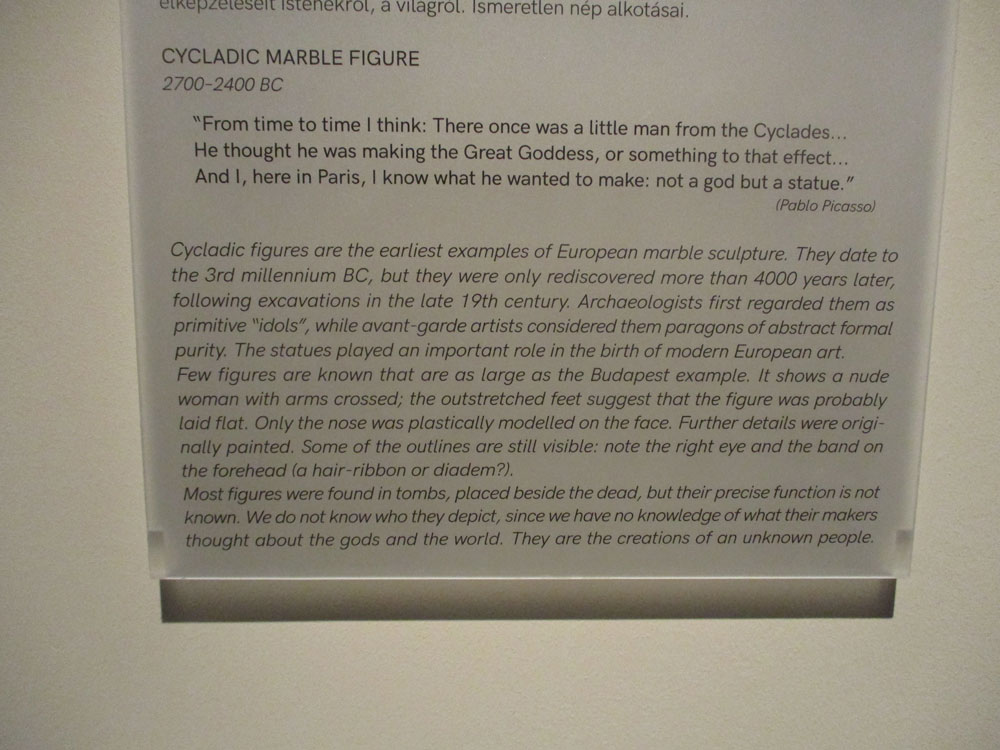 elképzeléseit istenekről, a világról. Ismeretlen nép alkotásai.
CYCLADIC MARBLE FIGURE
2700–2400 BC
“From time to time I think: There once was a little man from the Cyclades...
He thought he was making the Great Goddess, or something to that effect...
And I, here in Paris, I know what he wanted to make: not a god but a statue.”
(Pablo Picasso)
Cycladic figures are the earliest examples of European marble sculpture. They date to
the 3rd millennium BC, but they were only rediscovered more than 4000 years later,
following excavations in the late 19th century. Archaeologists first regarded them as
primitive “idols”, while avant-garde artists considered them paragons of abstract formal
purity. The statues played an important role in the birth of modern European art.
Few figures are known that are as large as the Budapest example. It shows a nude
woman with arms crossed; the outstretched feet suggest that the figure was probably
laid flat. Only the nose was plastically modelled on the face. Further details were origi-
nally painted. Some of the outlines are still visible: note the right eye and the band on
the forehead (a hair-ribbon or diadem?).
Most figures were found in tombs, placed beside the dead, but their precise function is not
known. We do not know who they depict, since we have no knowledge of what their makers
thought about the gods and the world. They are the creations of an unknown people.